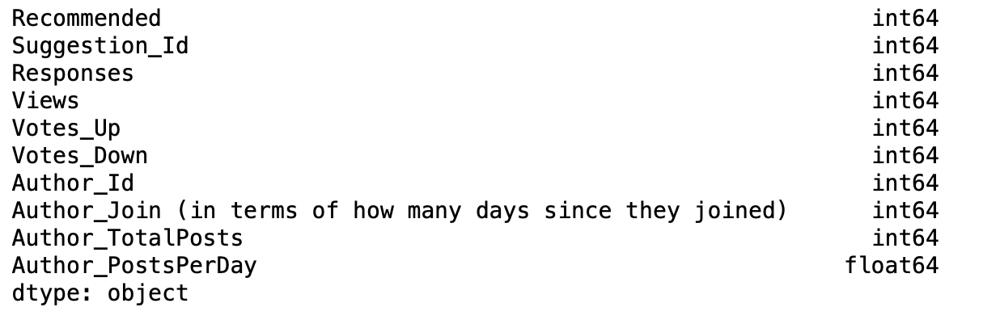 Recommended int64
Suggestion_Id int64
Responses int64
Views int64
Votes_Up int64
Votes_Down int64
Author_Id int64
Author_Join (in terms of how many days since they joined) int64
Author_TotalPosts int64
Author_PostsPerDay float64
dtype: object